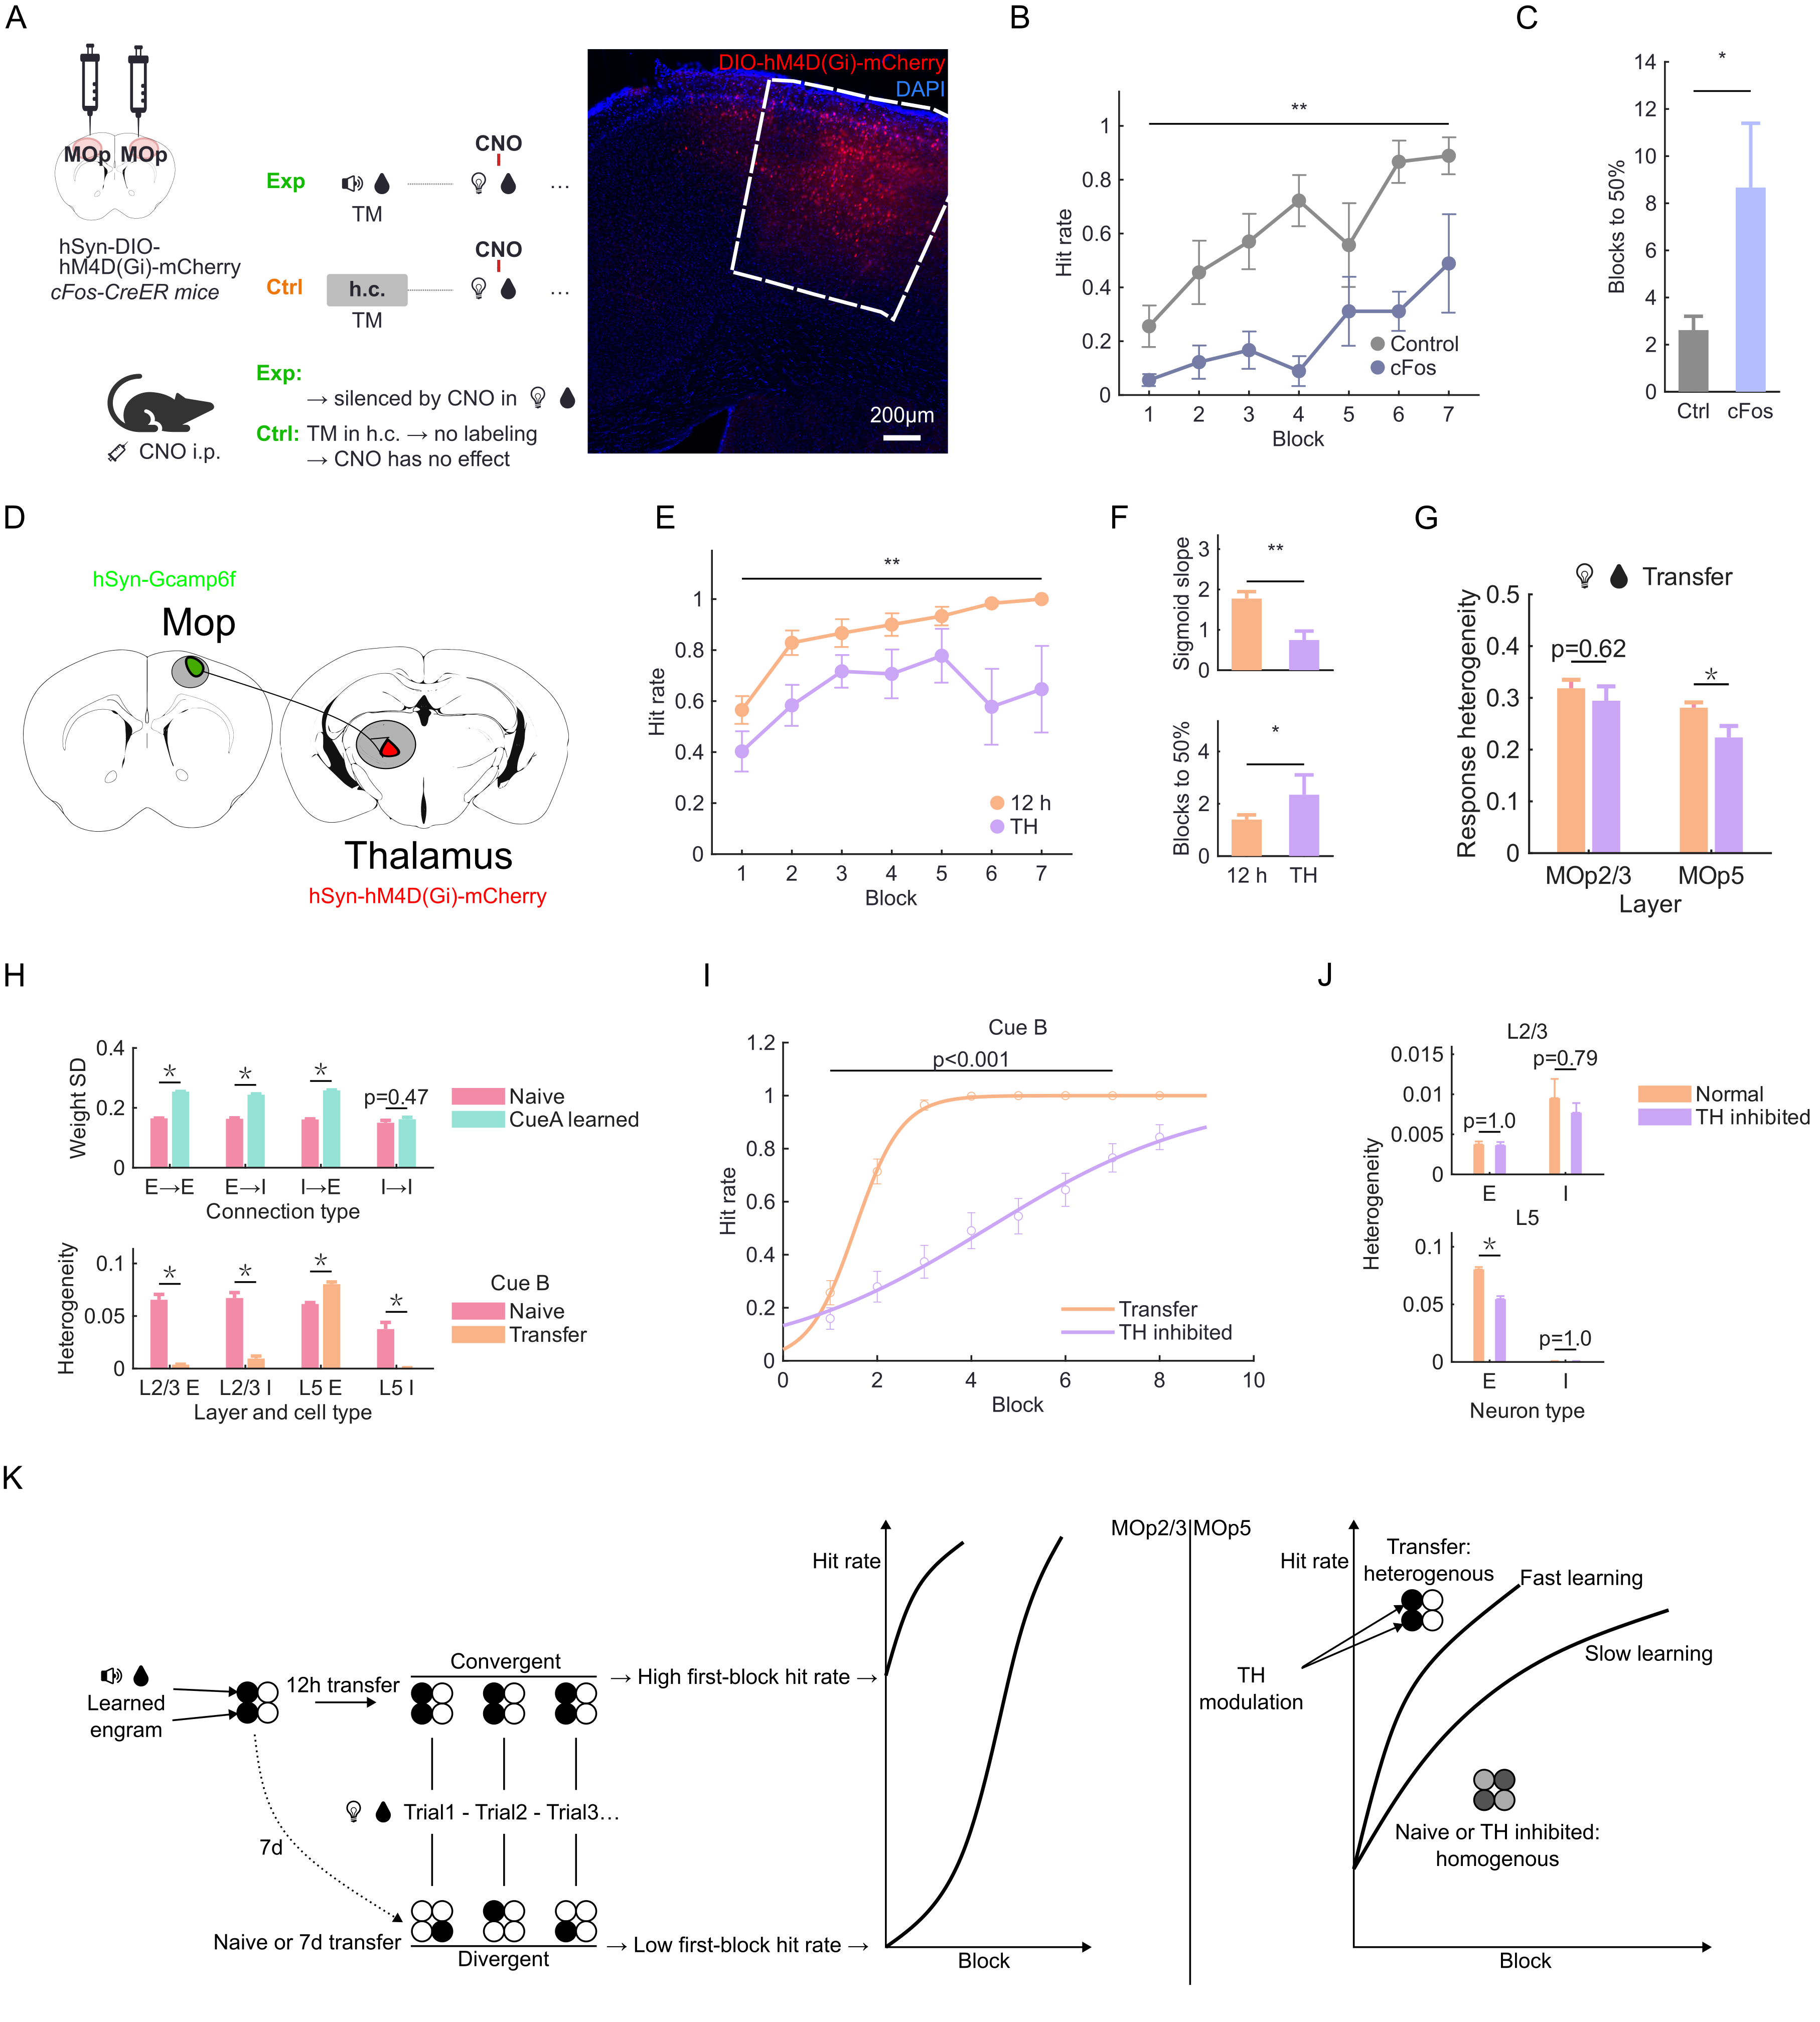 A
MOp MOp
hSyn-DIO-
hM4D(Gi)-mCherry
cFos-CreER mice
Exp
TM
CNO
...
Ctrl
h.c.
TM
CNO
...
CNO i.p.
Exp:
→ silenced by CNO in
Ctrl: TM in h.c. → no labeling
→ CNO has no effect
DIO-hM4D(Gi)-mCherry
DAPI
200μm
B
**
Hit rate
1
0.8
0.6
0.4
0.2
0
Control
cFos
1 2 3 4 5 6 7
Block
C
*
Blocks to 50%
14
12
10
8
6
4
2
0
Ctrl cFos
D
hSyn-Gcamp6f
Mop
Thalamus
hSyn-hM4D(Gi)-mCherry
E
**
Hit rate
1
0.8
0.6
0.4
0.2
0
12 h
TH
1 2 3 4 5 6 7
Block
F
**
Sigmoid slope
3
2
1
0
*
Blocks to 50%
4
2
0
12 h TH
G
Transfer
Response heterogeneity
0.5
0.4
0.3
0.2
0.1
0
p=0.62
*
MOp2/3 MOp5
Layer
H
Weight SD
0.4
0.2
0
* * * p=0.47
Naive
CueA learned
E→E E→I I→E I→I
Connection type
Heterogeneity
0.1
0.05
0
* * * *
Cue B
Naive
Transfer
L2/3 E L2/3 I L5 E L5 I
Layer and cell type
I
Cue B
p<0.001
Hit rate
1.2
1
0.8
0.6
0.4
0.2
0
Transfer
TH inhibited
0 2 4 6 8 10
Block
J
L2/3
0.015
0.01
0.005
0
p=1.0
p=0.79
Normal
TH inhibited
E I
Heterogeneity
L5
0.1
0.05
0
*
p=1.0
E I
Neuron type
K
Learned
engram
12h transfer
Convergent
→ High first-block hit rate →
Trial1 - Trial2 - Trial3...
7d
Naive or 7d transfer
Divergent
→ Low first-block hit rate →
Hit rate
Block
MOp2/3 MOp5
Hit rate
Transfer:
heterogenous
Fast learning
Slow learning
TH
modulation
Naive or TH inhibited:
homogenous
Block